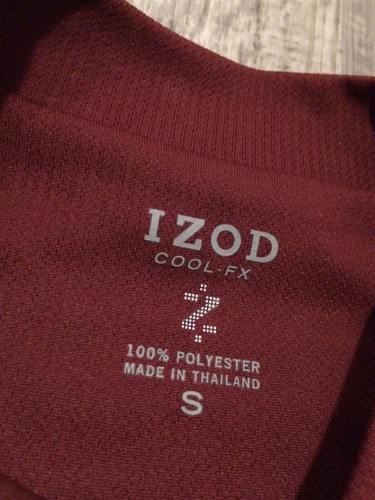 IZOD
COOL-FX
100% POLYESTER
MADE IN THAILAND
S